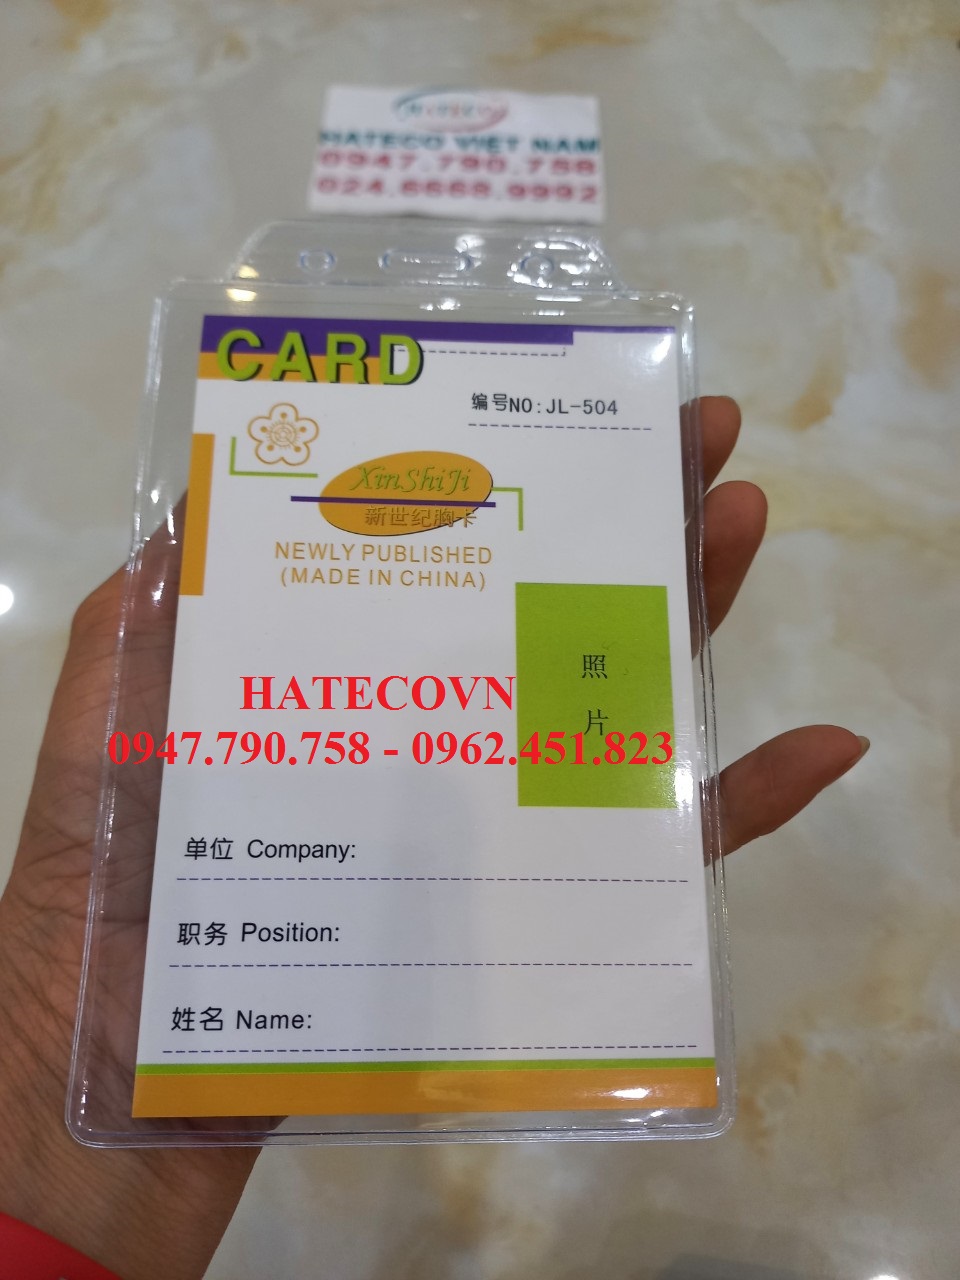 HATECO VIỆT NAM
0947.790.758
024.6668.9992
CARD
编号NO:JL-504
XinShiJi
新世纪胸卡
NEWLY PUBLISHED
(MADE IN CHINA)
照
片
HATECOVN
0947.790.758 - 0962.451.823
单位 Company:
职务 Position:
姓名 Name: